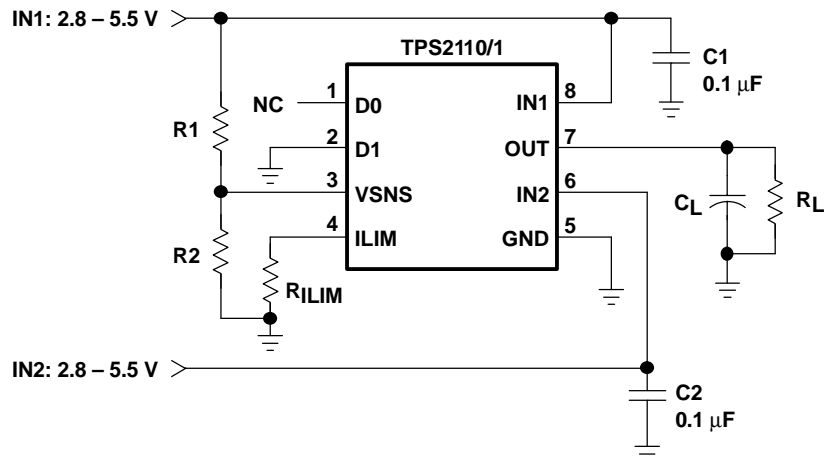 IN1: 2.8 – 5.5 V
TPS2110/1
C1
0.1 μF
NC
1
D0
IN1
8
R1
2
D1
OUT
7
3
VSNS
IN2
6
CL
RL
R2
4
ILIM
GND
5
RILIM
IN2: 2.8 – 5.5 V
C2
0.1 μF